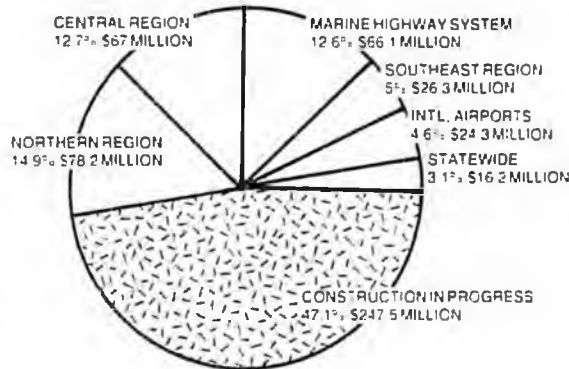 CENTRAL REGION
12.7% $67 MILLION
MARINE HIGHWAY SYSTEM
12.6% $66.1 MILLION
SOUTHEAST REGION
5% $26.3 MILLION
INTL. AIRPORTS
4.6% $24.3 MILLION
NORTHERN REGION
14.9% $78.2 MILLION
STATEWIDE
3.1% $16.2 MILLION
CONSTRUCTION IN PROGRESS
47.1% $247.5 MILLION